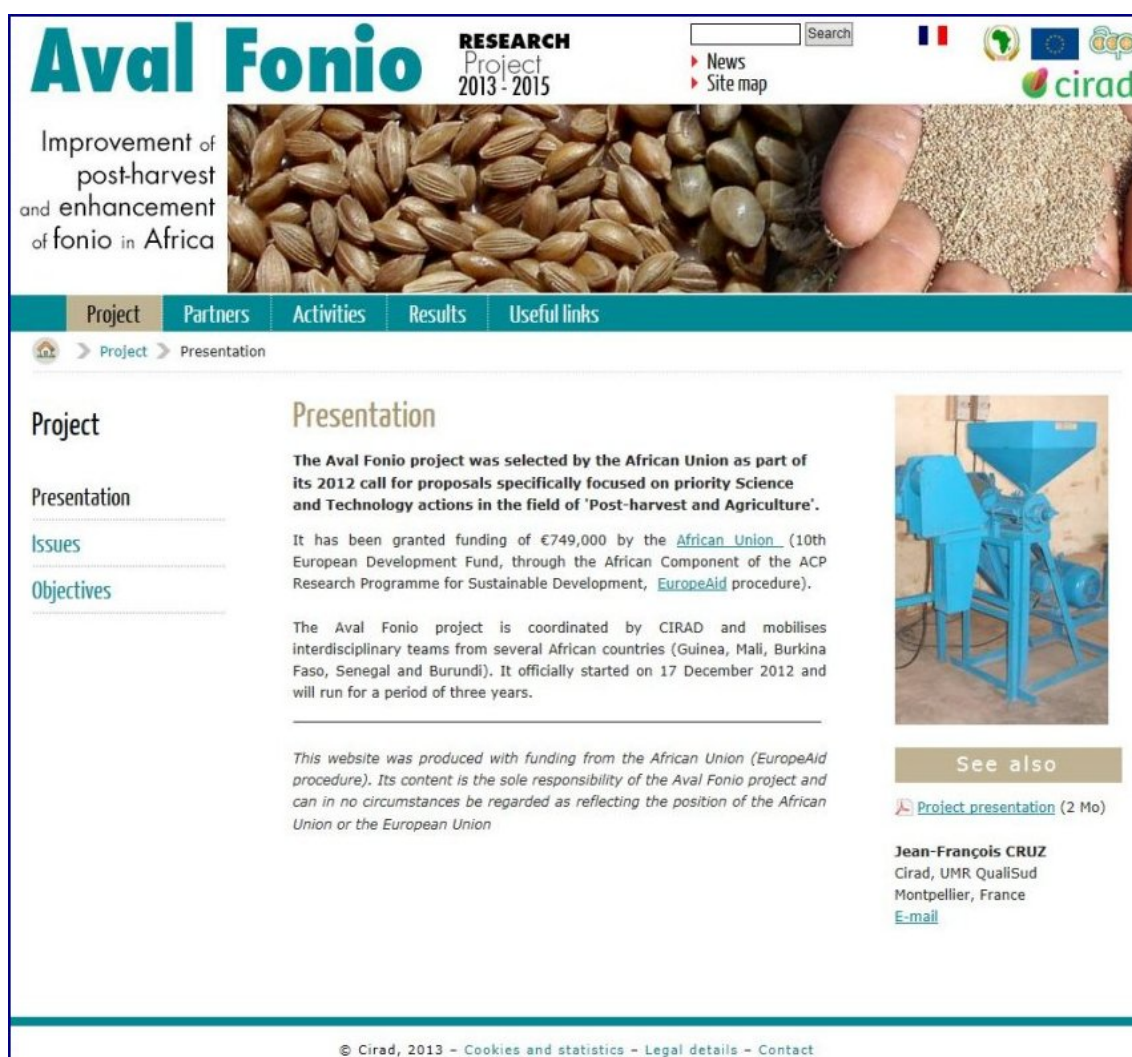 Aval Fonio
RESEARCH
Project
2013 - 2015
Search
News
Site map
cirad
Improvement of
post-harvest
and enhancement
of fonio in Africa
Project Partners Activities Results Useful links
Project Presentation
Project
Presentation
Issues
Objectives
Presentation
The Aval Fonio project was selected by the African Union as part of
its 2012 call for proposals specifically focused on priority Science
and Technology actions in the field of 'Post-harvest and Agriculture'.
It has been granted funding of €749,000 by the African Union (10th
European Development Fund, through the African Component of the ACP
Research Programme for Sustainable Development, EuropeAid procedure).
The Aval Fonio project is coordinated by CIRAD and mobilises
interdisciplinary teams from several African countries (Guinea, Mali, Burkina
Faso, Senegal and Burundi). It officially started on 17 December 2012 and
will run for a period of three years.
This website was produced with funding from the African Union (EuropeAid
procedure). Its content is the sole responsibility of the Aval Fonio project and
can in no circumstances be regarded as reflecting the position of the African
Union or the European Union
See also
Project presentation (2 Mo)
Jean-François CRUZ
Cirad, UMR QualiSud
Montpellier, France
E-mail
© Cirad, 2013 – Cookies and statistics – Legal details – Contact